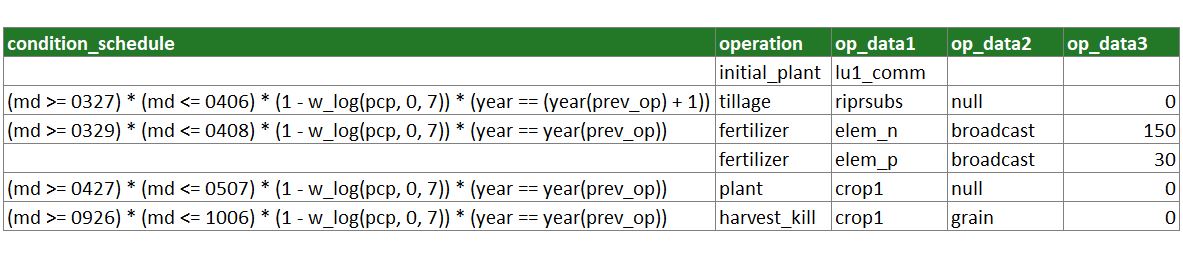 condition_schedule operation op_data1 op_data2 op_data3
initial_plant lu1_comm
(md >= 0327) * (md <= 0406) * (1 - w_log(pcp, 0, 7)) * (year == (year(prev_op) + 1)) tillage riprsubs null 0
(md >= 0329) * (md <= 0408) * (1 - w_log(pcp, 0, 7)) * (year == year(prev_op)) fertilizer elem_n broadcast 150
fertilizer elem_p broadcast 30
(md >= 0427) * (md <= 0507) * (1 - w_log(pcp, 0, 7)) * (year == year(prev_op)) plant crop1 null 0
(md >= 0926) * (md <= 1006) * (1 - w_log(pcp, 0, 7)) * (year == year(prev_op)) harvest_kill crop1 grain 0